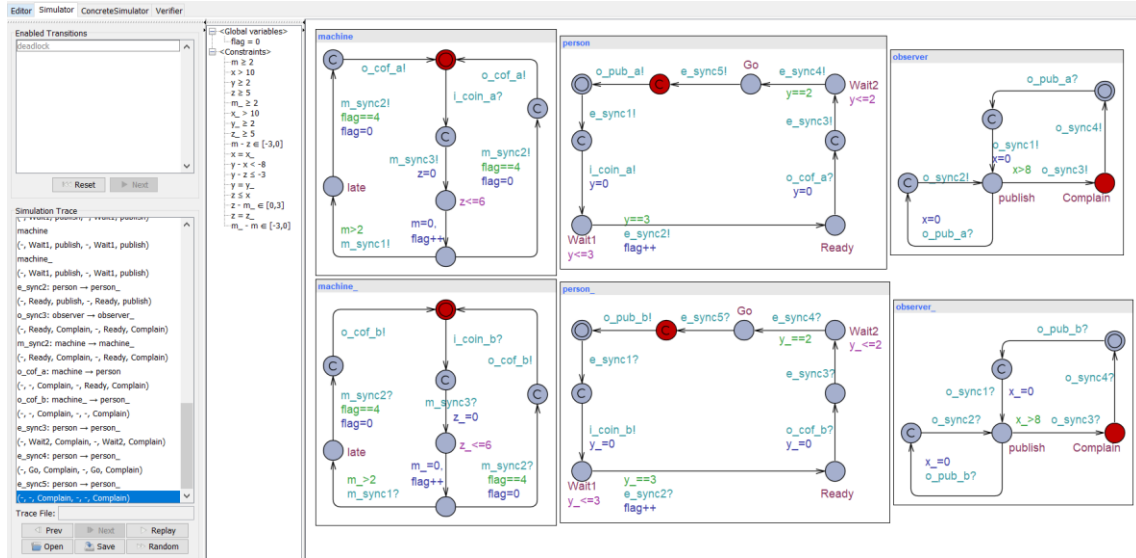 Editor Simulator ConcreteSimulator Verifier
Enabled Transitions
deadlock
Reset Next
Simulation Trace
(-, Wait1, publish, -, Wait1, publish)
machine
(-, Wait1, publish, -, Wait1, publish)
machine_
(-, Wait1, publish, -, Wait1, publish)
e_sync2: person → person_
(-, Ready, publish, -, Ready, publish)
o_sync3: observer → observer_
(-, Ready, Complain, -, Ready, Complain)
m_sync2: machine → machine_
(-, Ready, Complain, -, Ready, Complain)
o_cof_a: machine → person
(-, -, Complain, -, Ready, Complain)
o_cof_b: machine_ → person_
(-, -, Complain, -, -, Complain)
e_sync3: person → person_
(-, Wait2, Complain, -, Wait2, Complain)
e_sync4: person → person_
(-, Go, Complain, -, Go, Complain)
e_sync5: person → person_
(-, -, Complain, -, -, Complain)
Trace File:
Prev Next Replay
Open Save Random
<Global variables>
flag = 0
<Constraints>
m ≥ 2
x > 10
y ≥ 2
z ≥ 5
m_ ≥ 2
x_ > 10
y_ ≥ 2
z_ ≥ 5
m - z ∈ [-3,0]
x = x_
y - x < -8
y - z ≤ -3
y = y_
z ≤ x
z - m_ ∈ [0,3]
z = z_
m_ - m ∈ [-3,0]
machine
C
o_cof_a!
o_cof_a!
i_coin_a?
C
m_sync2!
flag==4
flag=0
C
m_sync3!
z=0
m_sync2!
flag==4
flag=0
late
z<=6
m>2
m_sync1!
m=0,
flag++
person
o_pub_a!
C
e_sync5!
Go
e_sync4!
y==2
Wait2
y<=2
e_sync1!
C
e_sync3!
C
i_coin_a!
y=0
o_cof_a?
y=0
Wait1
y<=3
y==3
e_sync2!
flag++
Ready
observer
o_pub_a?
C
o_sync4!
o_sync1!
x=0
C
o_sync2!
x>8
o_sync3!
C
publish
Complain
x=0
o_pub_a?
machine_
o_cof_b!
i_coin_b?
o_cof_b!
C
C
m_sync3?
z_=0
C
m_sync2?
flag==4
flag=0
late
z_<=6
m_sync2?
flag==4
flag=0
m_>2
m_sync1?
m_=0,
flag++
person_
o_pub_b!
C
e_sync5?
Go
e_sync4?
y_==2
Wait2
y_<=2
e_sync1?
C
e_sync3?
i_coin_b!
y_=0
o_cof_b?
y_=0
Wait1
y_<=3
y_==3
e_sync2?
flag++
Ready
observer_
o_pub_b?
C
o_sync4?
o_sync1?
x_=0
C
o_sync2?
x_>8
o_sync3?
C
publish
Complain
x_=0
o_pub_b?